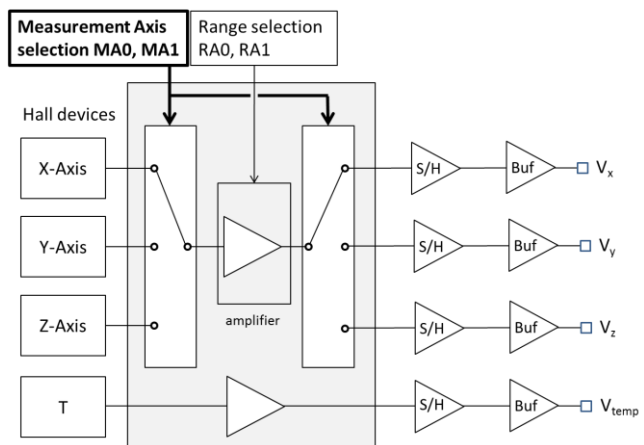 Measurement Axis
selection MA0, MA1
Range selection
RA0, RA1
Hall devices
X-Axis
S/H
Buf
Vx
Y-Axis
S/H
Buf
Vy
amplifier
Z-Axis
S/H
Buf
Vz
T
S/H
Buf
Vtemp